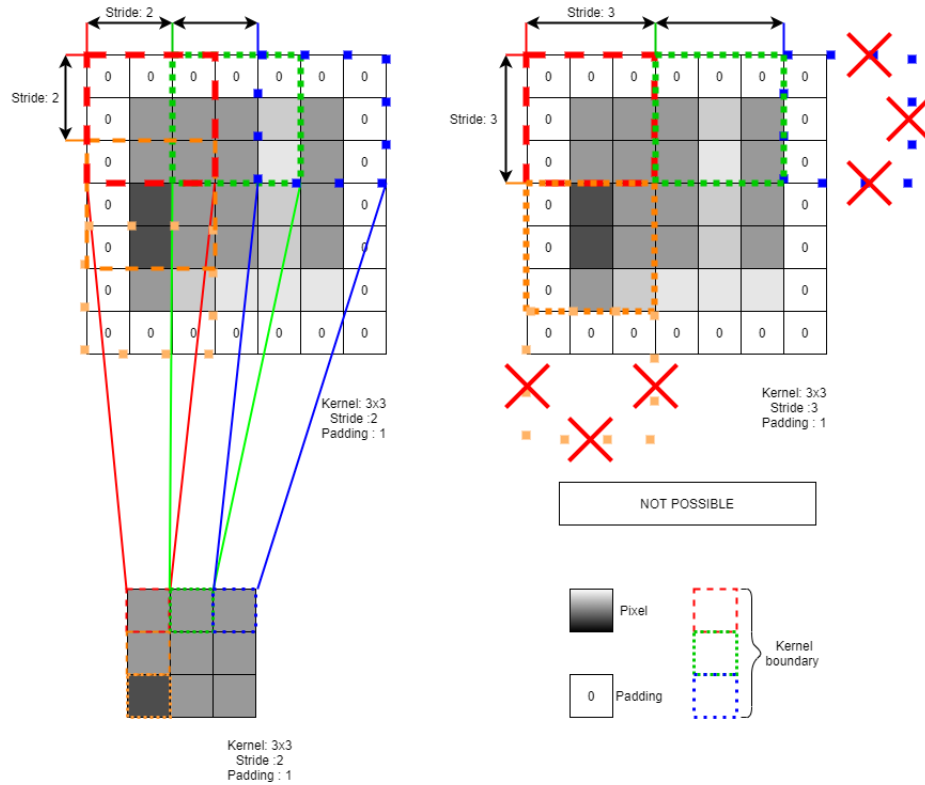 Stride: 2
Stride: 2
0 0 0 0 0 0 0
0 0
0 0
0 0
0 0
0 0
0 0 0 0 0 0 0
Kernel: 3x3
Stride :2
Padding : 1
Kernel: 3x3
Stride :2
Padding : 1
Stride: 3
Stride: 3
0 0 0 0 0 0 0
0 0
0 0
0 0
0 0
0 0
0 0 0 0 0 0 0
Kernel: 3x3
Stride :3
Padding : 1
NOT POSSIBLE
Pixel
0 Padding
Kernel
boundary